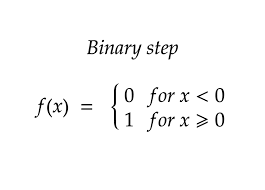 Binary step
f(x) = { 0 for x < 0
1 for x ⩾ 0